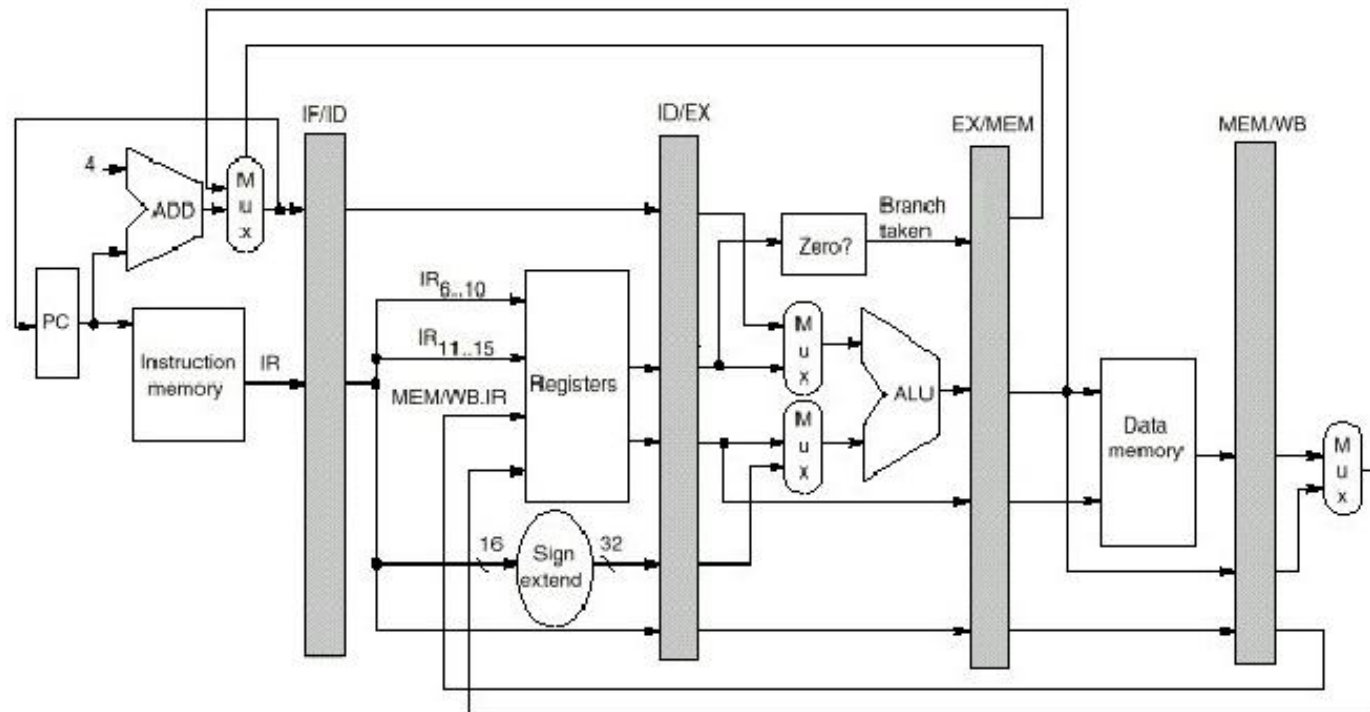 IF/ID
ID/EX
EX/MEM
MEM/WB
4
ADD
M
u
x
Branch
taken
Zero?
PC
Instruction
memory
IR
IR6..10
IR11..15
MEM/WB.IR
Registers
M
u
x
M
u
x
ALU
Data
memory
M
u
x
16
Sign
extend
32